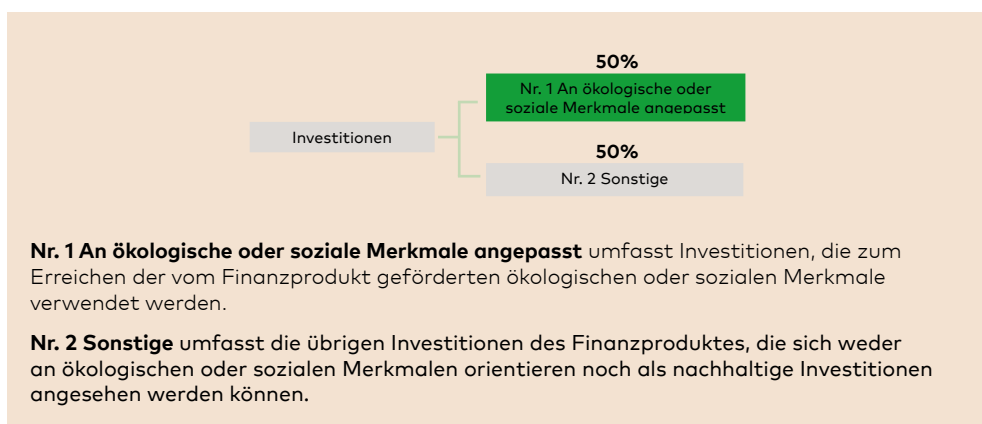 50%
Nr. 1 An ökologische oder
soziale Merkmale angepasst
Investitionen
50%
Nr. 2 Sonstige
Nr. 1 An ökologische oder soziale Merkmale angepasst umfasst Investitionen, die zum
Erreichen der vom Finanzprodukt geförderten ökologischen oder sozialen Merkmale
verwendet werden.
Nr. 2 Sonstige umfasst die übrigen Investitionen des Finanzproduktes, die sich weder
an ökologischen oder sozialen Merkmalen orientieren noch als nachhaltige Investitionen
angesehen werden können.